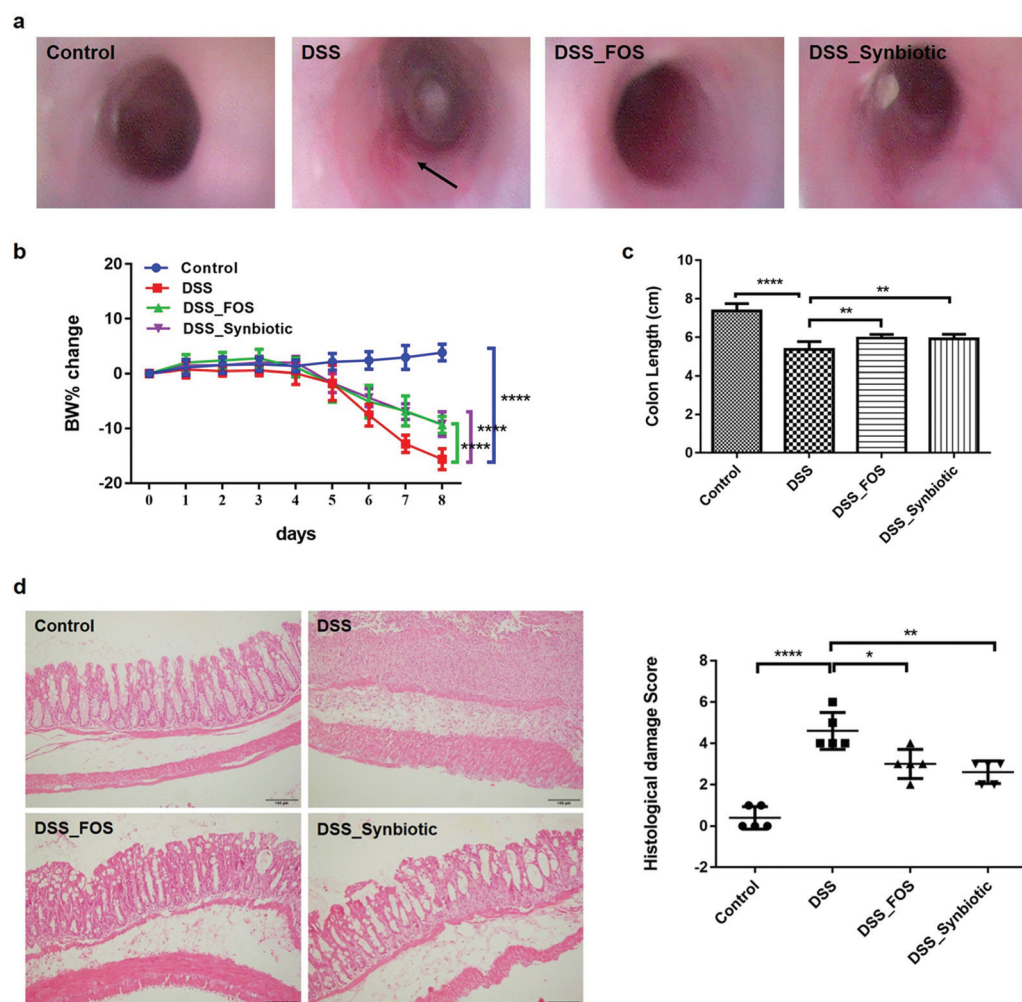 a
Control
DSS
DSS_FOS
DSS_Synbiotic
b
BW% change
20
10
0
-10
-20
Control
DSS
DSS_FOS
DSS_Synbiotic
****
****
****
0 1 2 3 4 5 6 7 8
days
c
Colon Length (cm)
10
8
6
4
2
0
****
**
**
Control
DSS
DSS_FOS
DSS_Synbiotic
d
Control
DSS
DSS_FOS
DSS_Synbiotic
Histological damage Score
8
6
4
2
0
-2
****
*
**
Control
DSS
DSS_FOS
DSS_Synbiotic